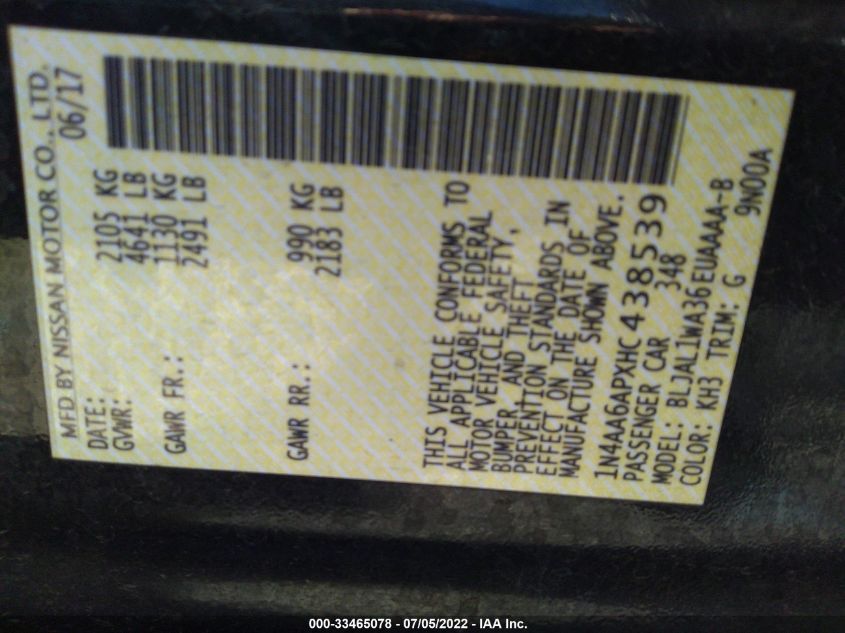 MFD BY NISSAN MOTOR CO., LTD.
DATE: 06/17
GVWR: 2105 KG
4641 LB
GAWR FR.: 1130 KG
2491 LB
GAWR RR.: 990 KG
2183 LB
THIS VEHICLE CONFORMS TO
ALL APPLICABLE FEDERAL
MOTOR VEHICLE SAFETY,
BUMPER, AND THEFT
PREVENTION STANDARDS IN
EFFECT ON THE DATE OF
MANUFACTURE SHOWN ABOVE.
1N4AA6APXHC438539
PASSENGER CAR 348
MODEL: BLJAL1WA36EUAAAA-B
COLOR: KH3 TRIM: G 9N00A
000-33465078 - 07/05/2022 - IAA Inc.